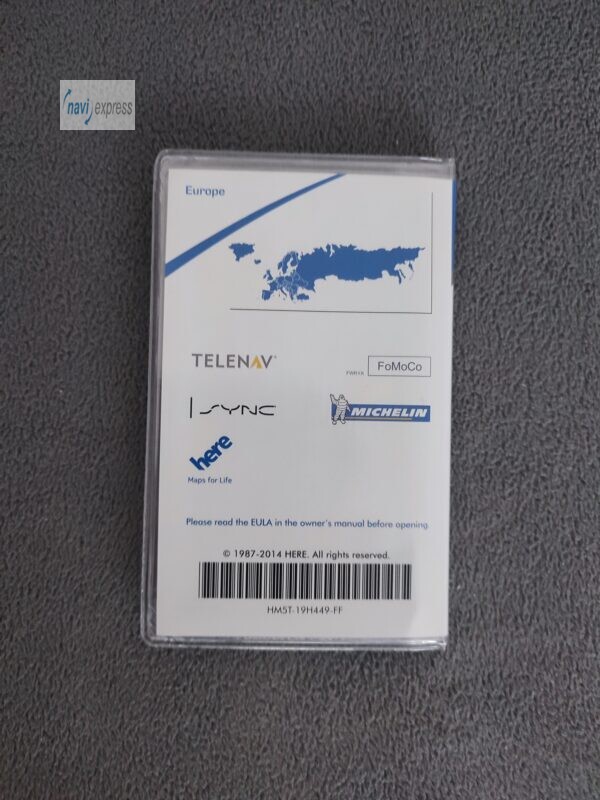 navi express
Europe
TELENAV®
FoMoCo
SYNC
MICHELIN
here
Maps for Life
Please read the EULA in the owner's manual before opening
© 1987-2014 HERE. All rights reserved.
HM5T-19H449-FF